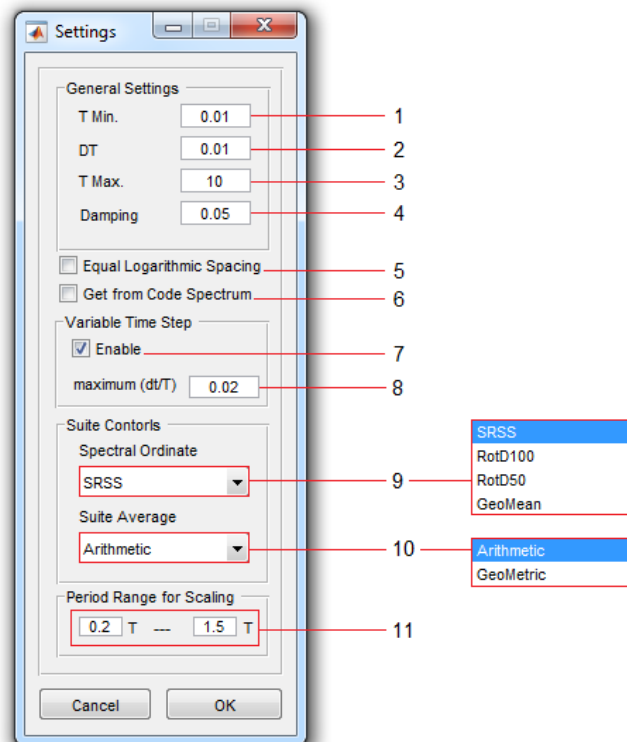 Settings
General Settings
T Min. 0.01 1
DT 0.01 2
T Max. 10 3
Damping 0.05 4
Equal Logarithmic Spacing 5
Get from Code Spectrum 6
Variable Time Step
Enable 7
maximum (dt/T) 0.02 8
Suite Contorls
Spectral Ordinate
SRSS 9
SRSS
RotD100
RotD50
GeoMean
Suite Average
Arithmetic 10
Arithmetic
GeoMetric
Period Range for Scaling
0.2 T --- 1.5 T 11
Cancel OK